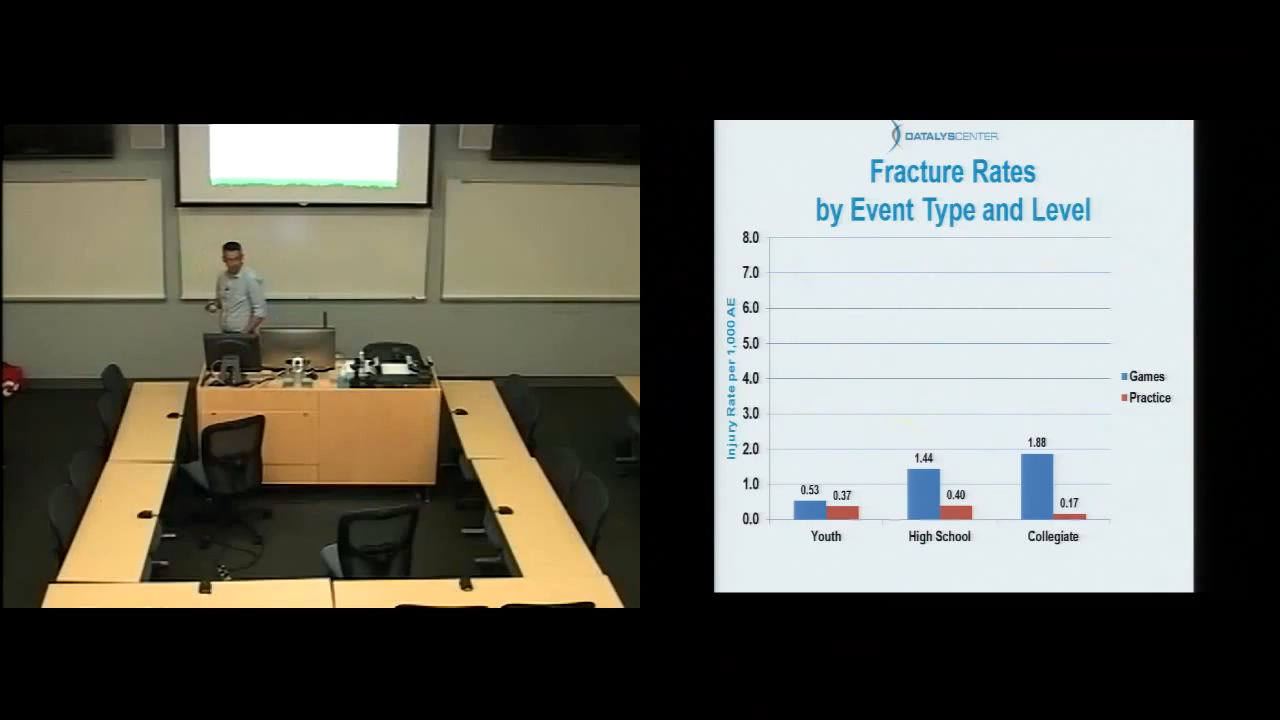 DATALYSCENTER
Fracture Rates
by Event Type and Level
Injury Rate per 1,000 AE
8.0
7.0
6.0
5.0
4.0
3.0
2.0
1.0
0.0
0.53
0.37
1.44
0.40
1.88
0.17
Youth
High School
Collegiate
Games
Practice